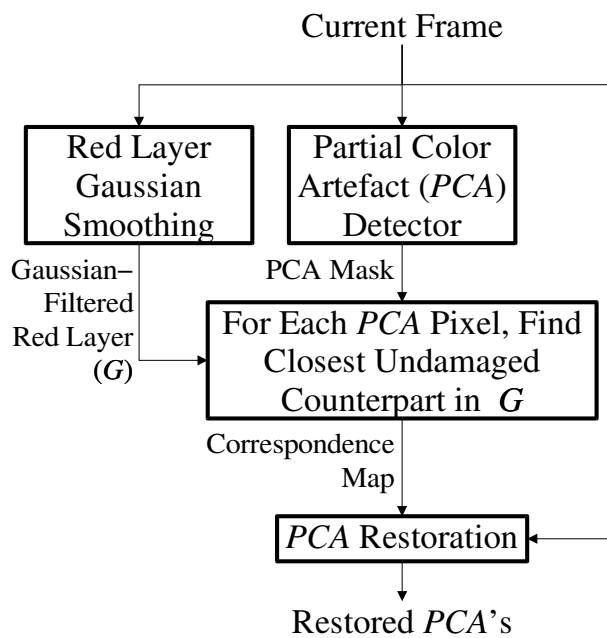 Current Frame
Red Layer
Gaussian
Smoothing
Partial Color
Artefact (PCA)
Detector
Gaussian–
Filtered
Red Layer
(G)
PCA Mask
For Each PCA Pixel, Find
Closest Undamaged
Counterpart in G
Correspondence
Map
PCA Restoration
Restored PCA's